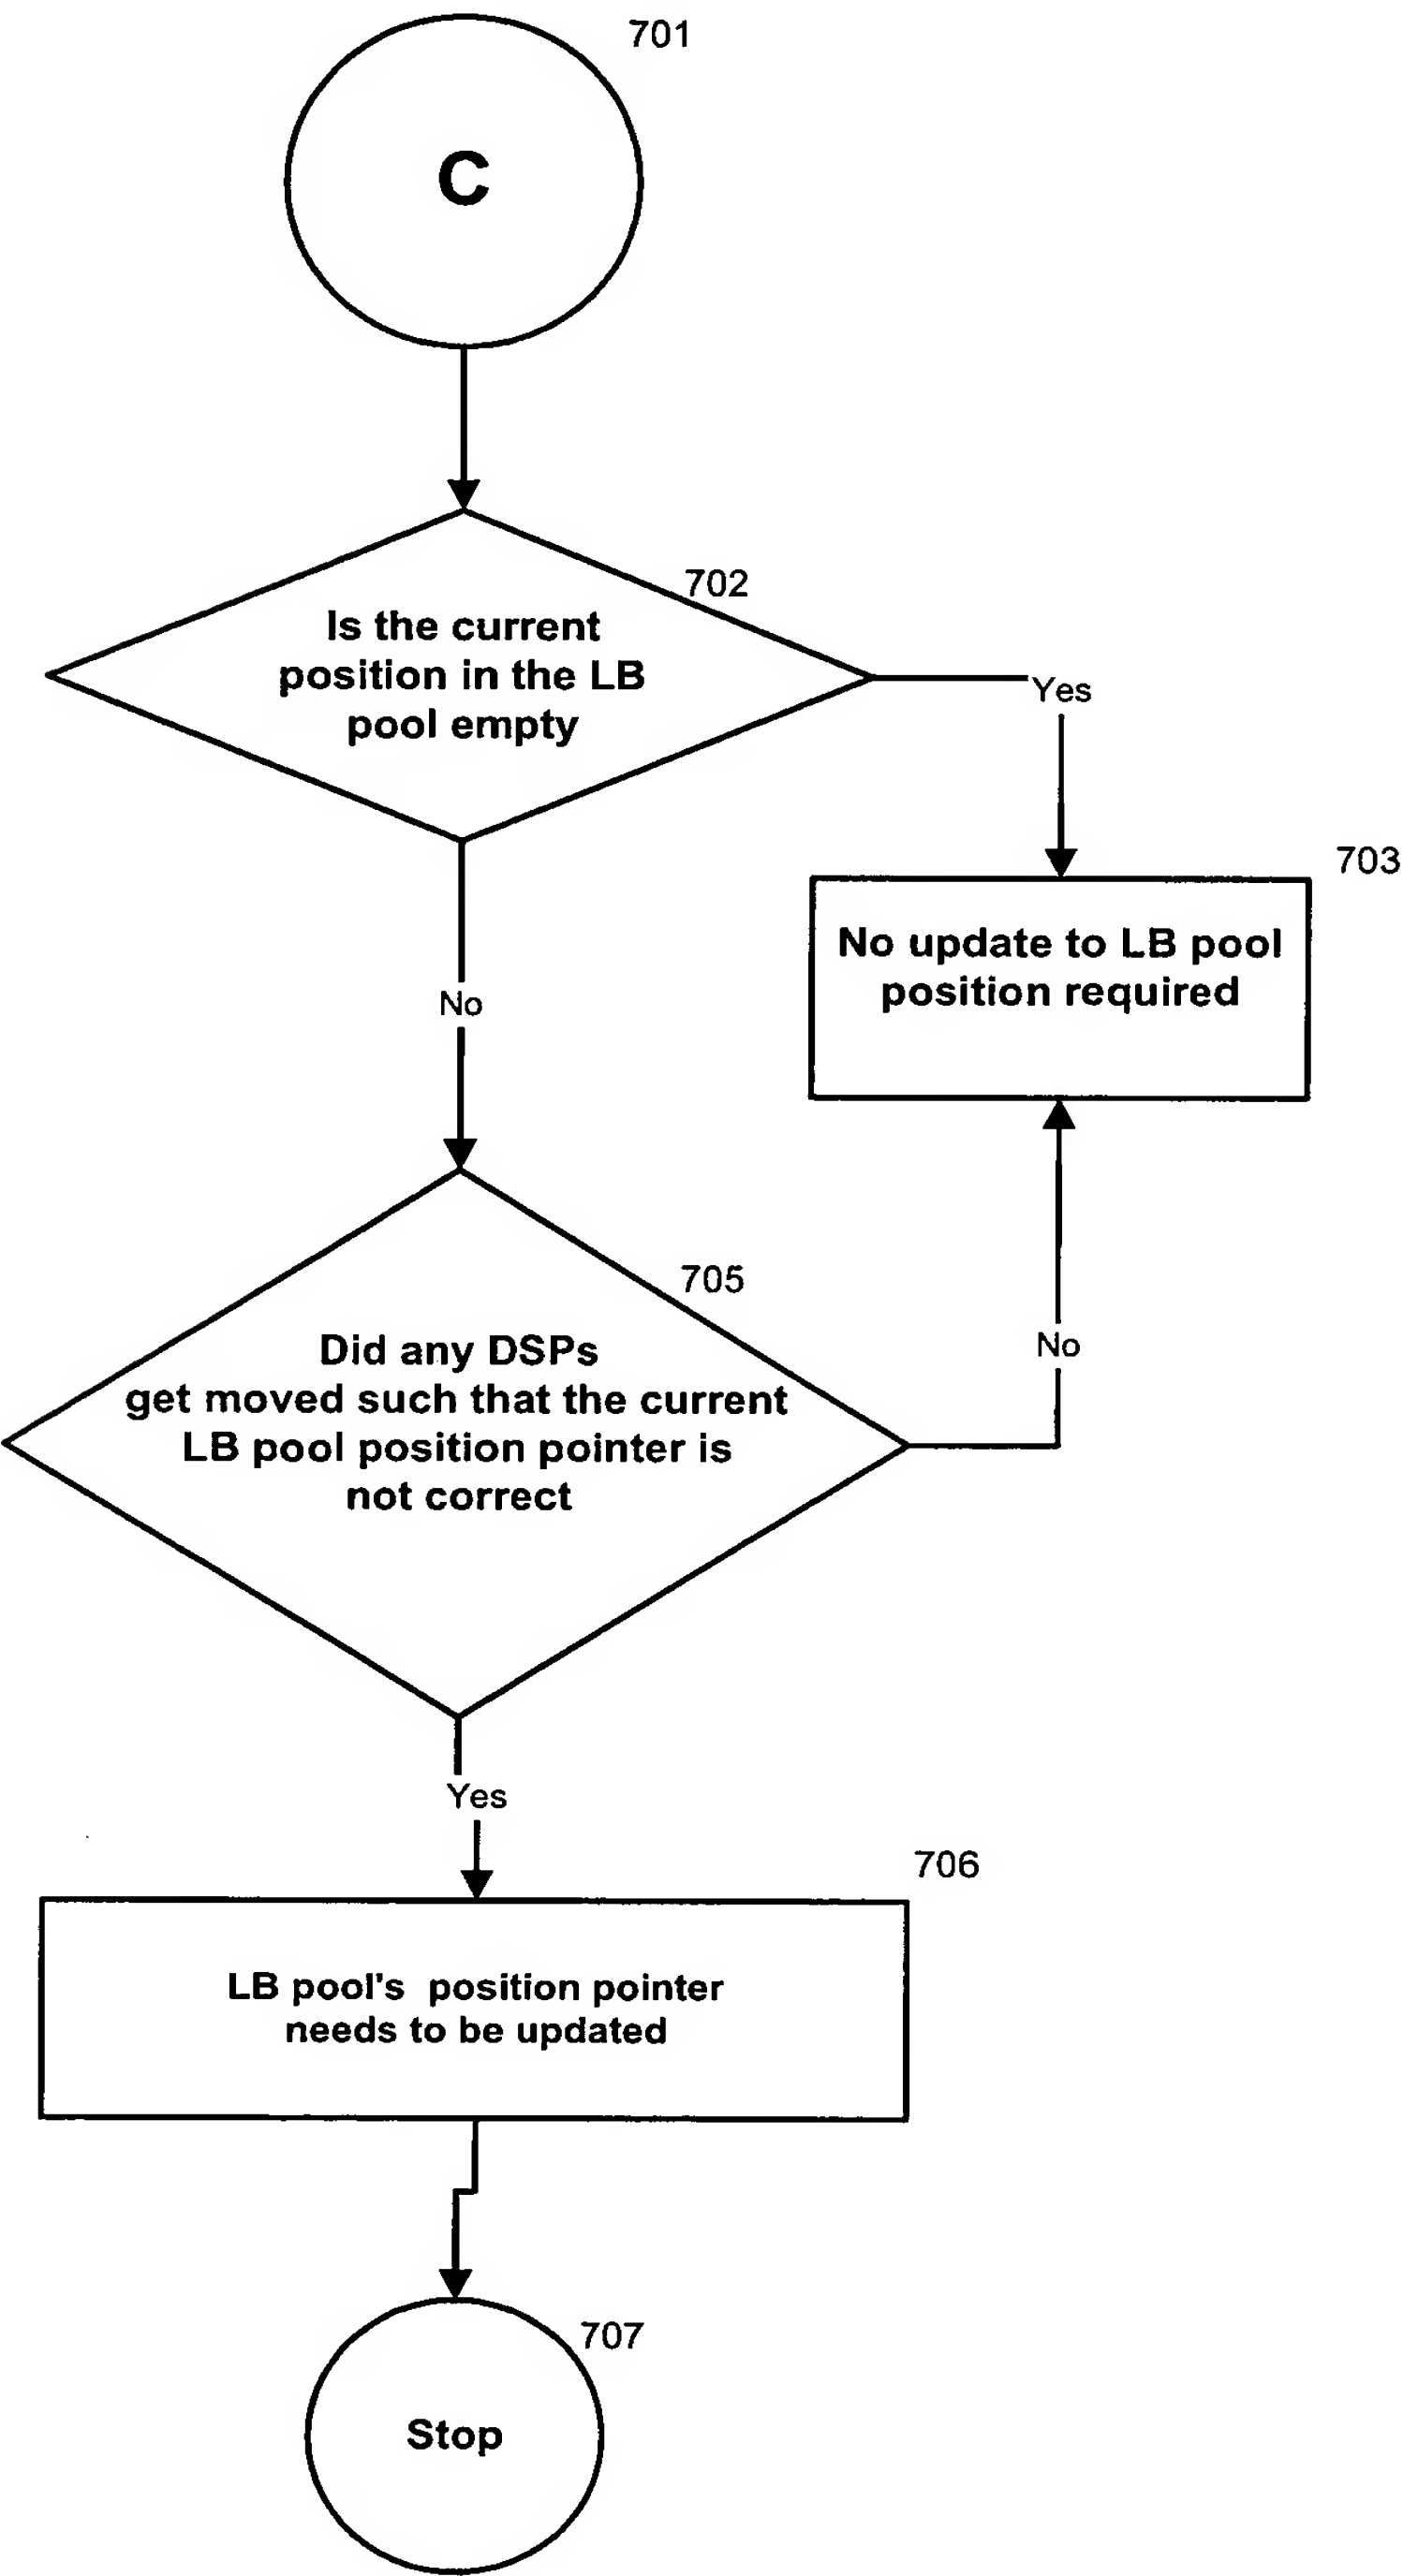 701
C
702
Is the current
position in the LB
pool empty
Yes
703
No update to LB pool
position required
No
705
Did any DSPs
get moved such that the current
LB pool position pointer is
not correct
No
Yes
706
LB pool's position pointer
needs to be updated
707
Stop